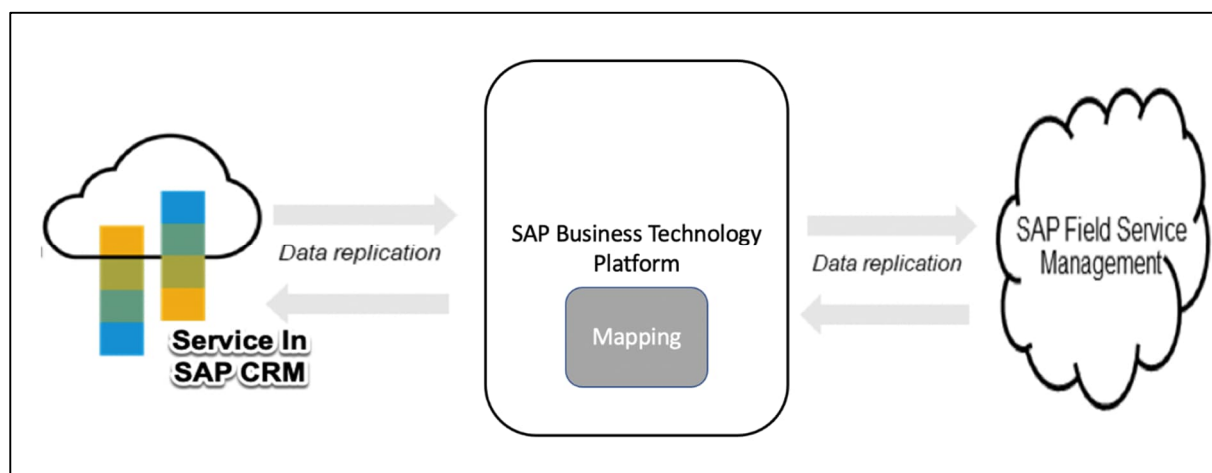 Data replication
Service In
SAP CRM
SAP Business Technology
Platform
Mapping
Data replication
SAP Field Service
Management